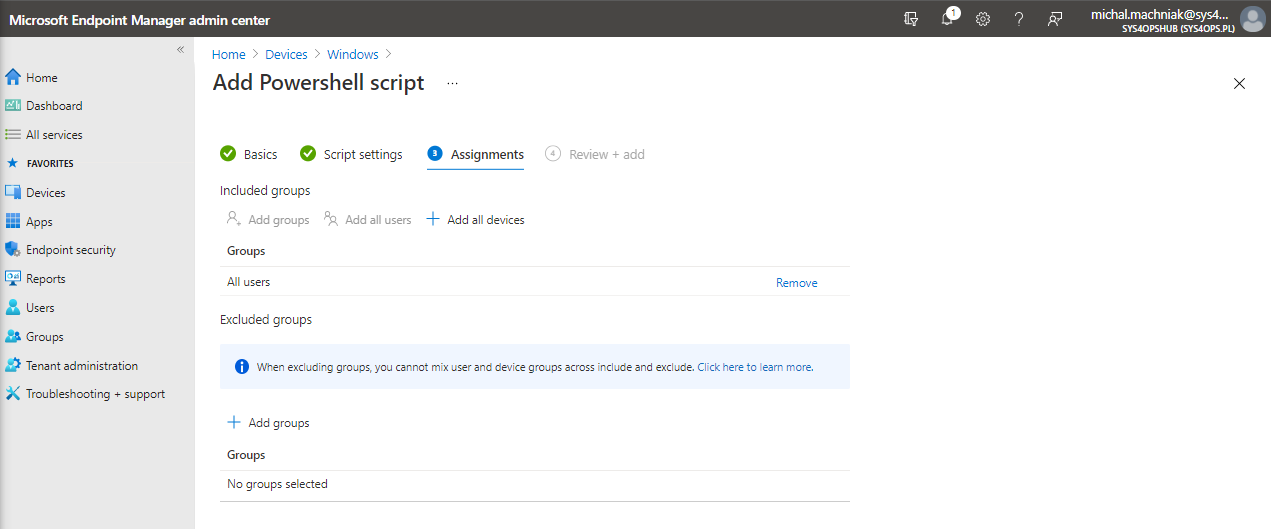 Microsoft Endpoint Manager admin center
1
michal.machniak@sys4...
SYS4OPSHUB (SYS4OPS.PL)
«
Home
Dashboard
All services
FAVORITES
Devices
Apps
Endpoint security
Reports
Users
Groups
Tenant administration
Troubleshooting + support
Home > Devices > Windows >
Add Powershell script ...
Basics
Script settings
3 Assignments
4 Review + add
Included groups
Add groups
Add all users
Add all devices
Groups
All users
Remove
Excluded groups
When excluding groups, you cannot mix user and device groups across include and exclude. Click here to learn more.
Add groups
Groups
No groups selected